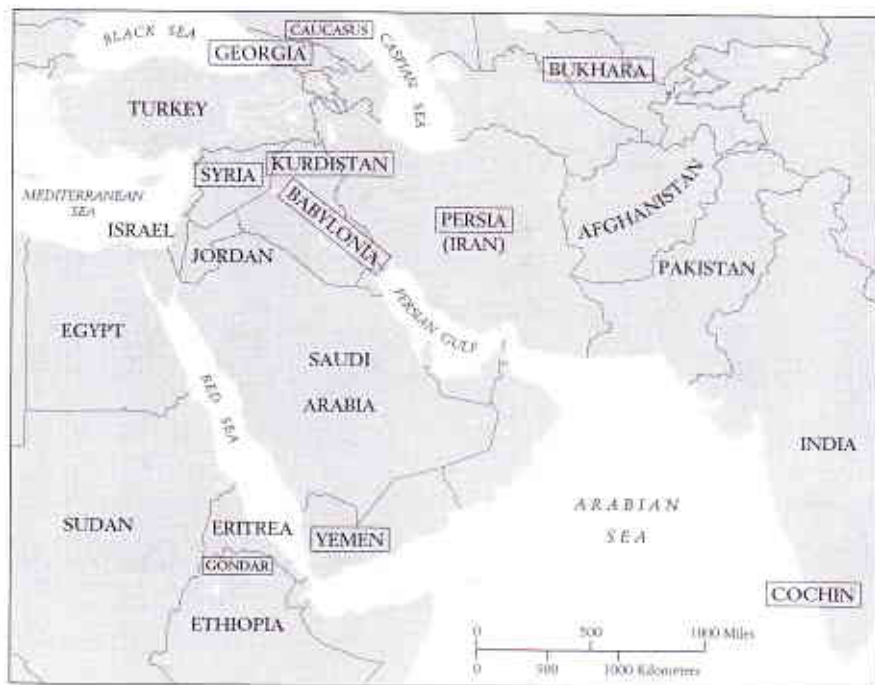 BLACK SEA
CAUCASUS
GEORGIA
CASPIAN SEA
BUKHARA
TURKEY
SYRIA
KURDISTAN
MEDITERRANEAN
SEA
ISRAEL
BABYLONIA
PERSIA
(IRAN)
AFGHANISTAN
JORDAN
PAKISTAN
EGYPT
PERSIAN GULF
SAUDI
ARABIA
RED SEA
INDIA
ARABIAN
SEA
SUDAN
ERITREA
YEMEN
GONDAR
COCHIN
ETHIOPIA
0 500 1000 Miles
0 500 1000 Kilometers